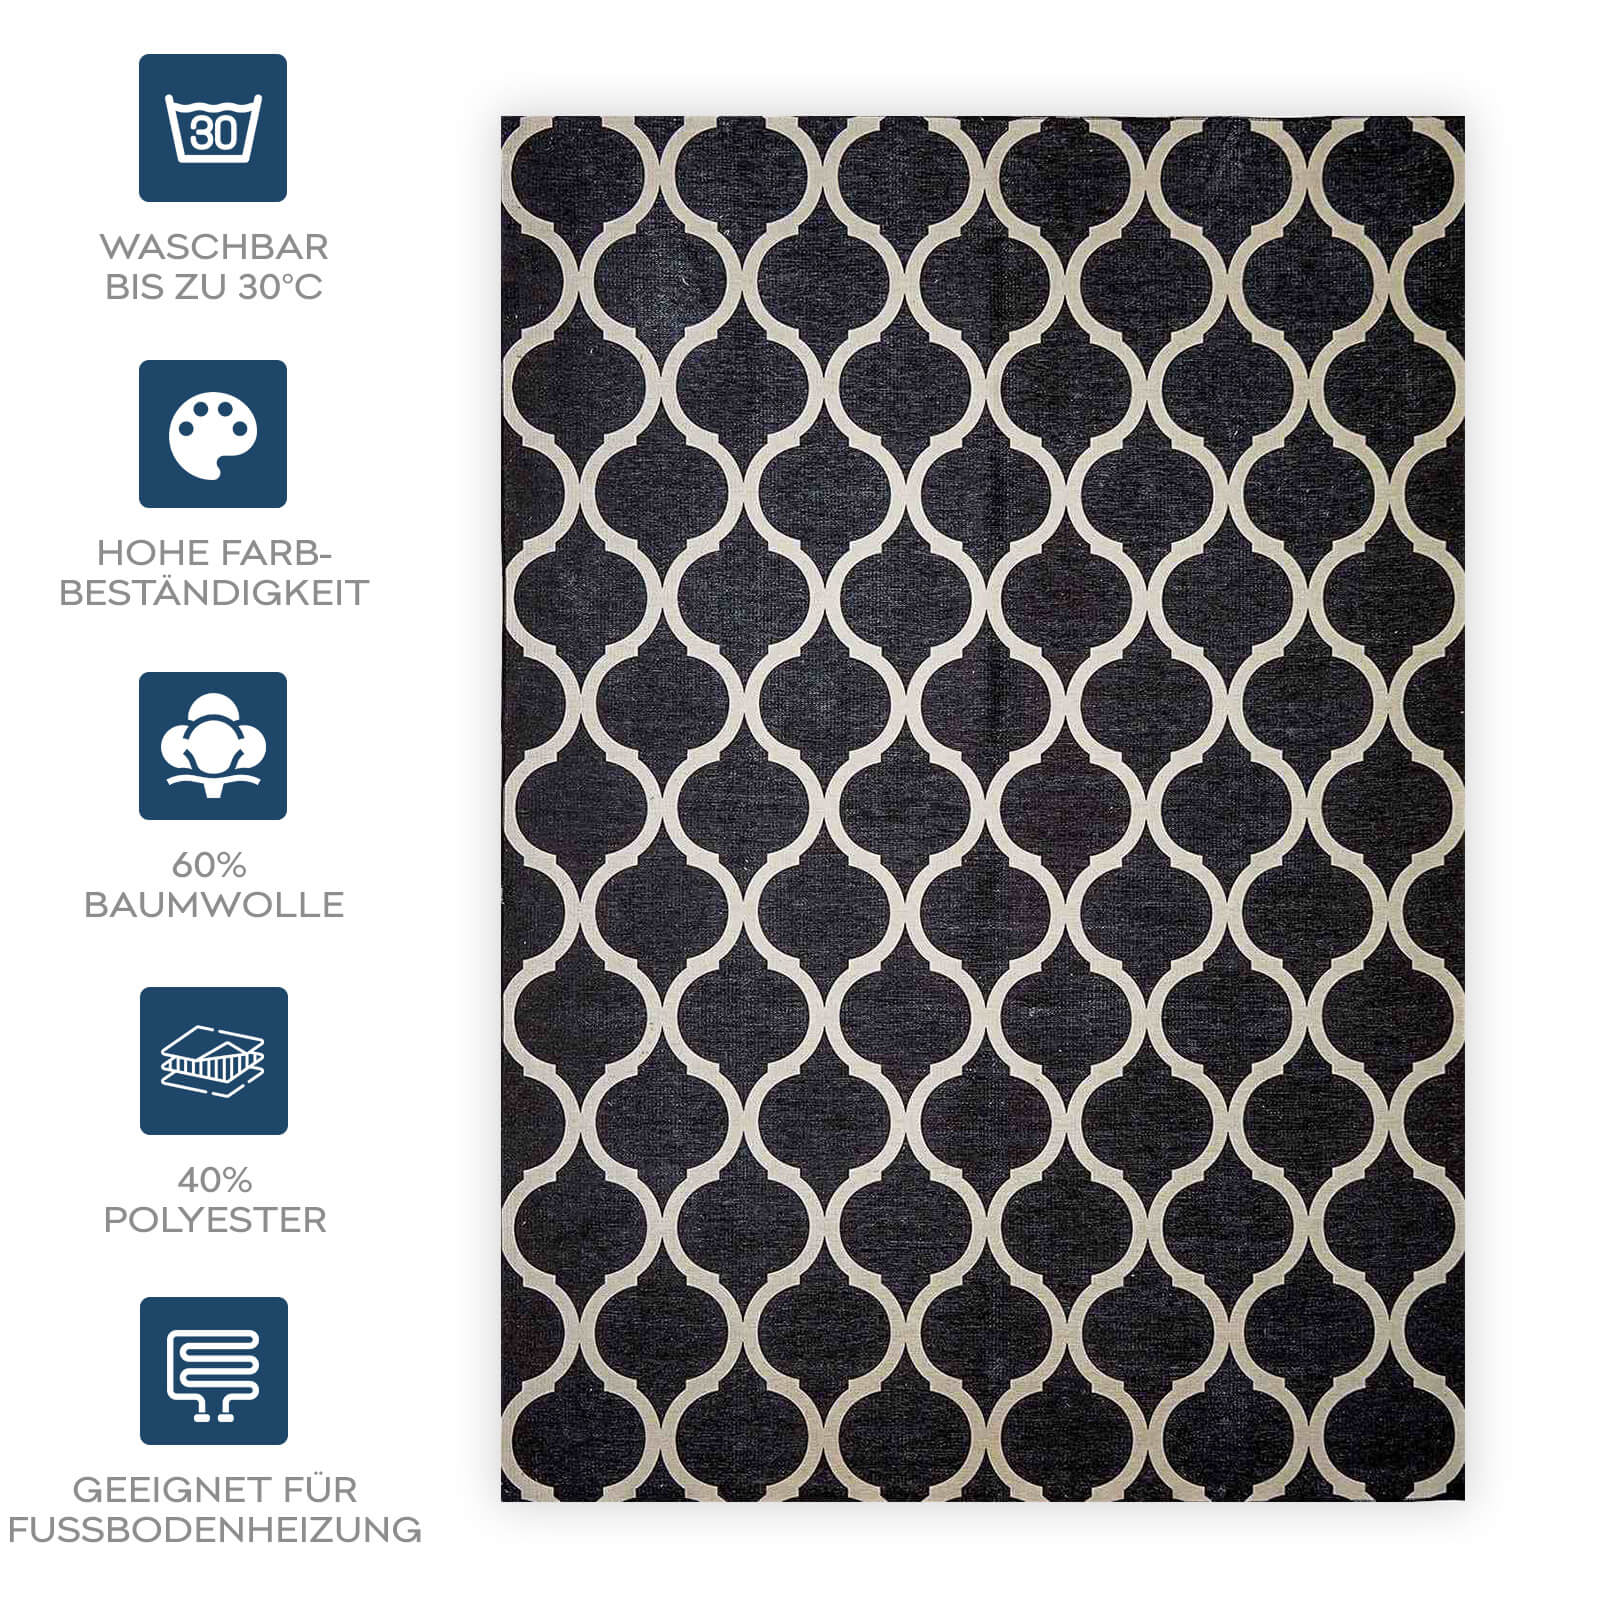 30
WASCHBAR
BIS ZU 30°C
HOHE FARB-
BESTÄNDIGKEIT
60%
BAUMWOLLE
40%
POLYESTER
GEEIGNET FÜR
FUSSBODENHEIZUNG